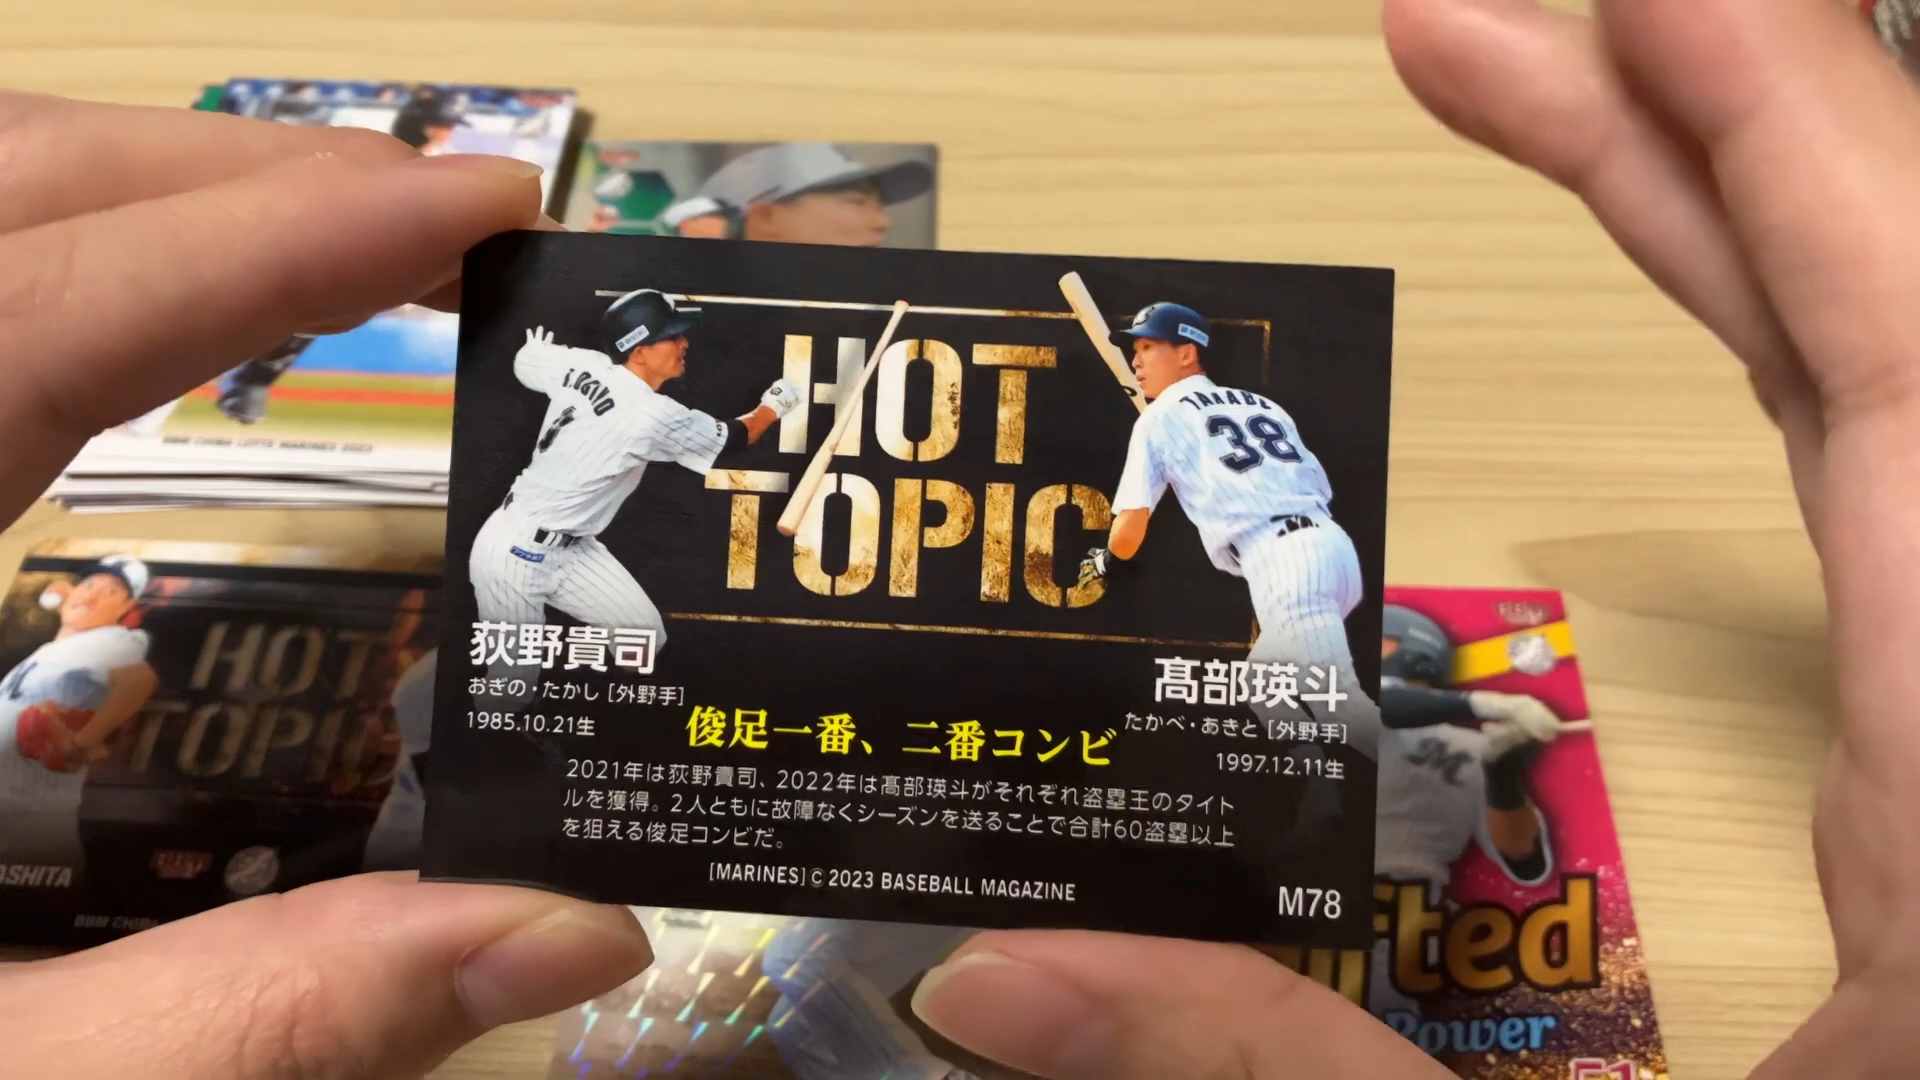 BBM CHIBA LOTTE MARINES 2023
T.OGINO
TAKABE
38
HOT
TOPIC
荻野貴司
おぎの・たかし [外野手]
1985.10.21生
髙部瑛斗
たかべ・あきと [外野手]
1997.12.11生
俊足一番、二番コンビ
2021年は荻野貴司、2022年は髙部瑛斗がそれぞれ盗塁王のタイト
ルを獲得。2人ともに故障なくシーズンを送ることで合計60盗塁以上
を狙える俊足コンビだ。
[MARINES]©2023 BASEBALL MAGAZINE
M78
HOT
TOPIC
ASHITA
fted
Power